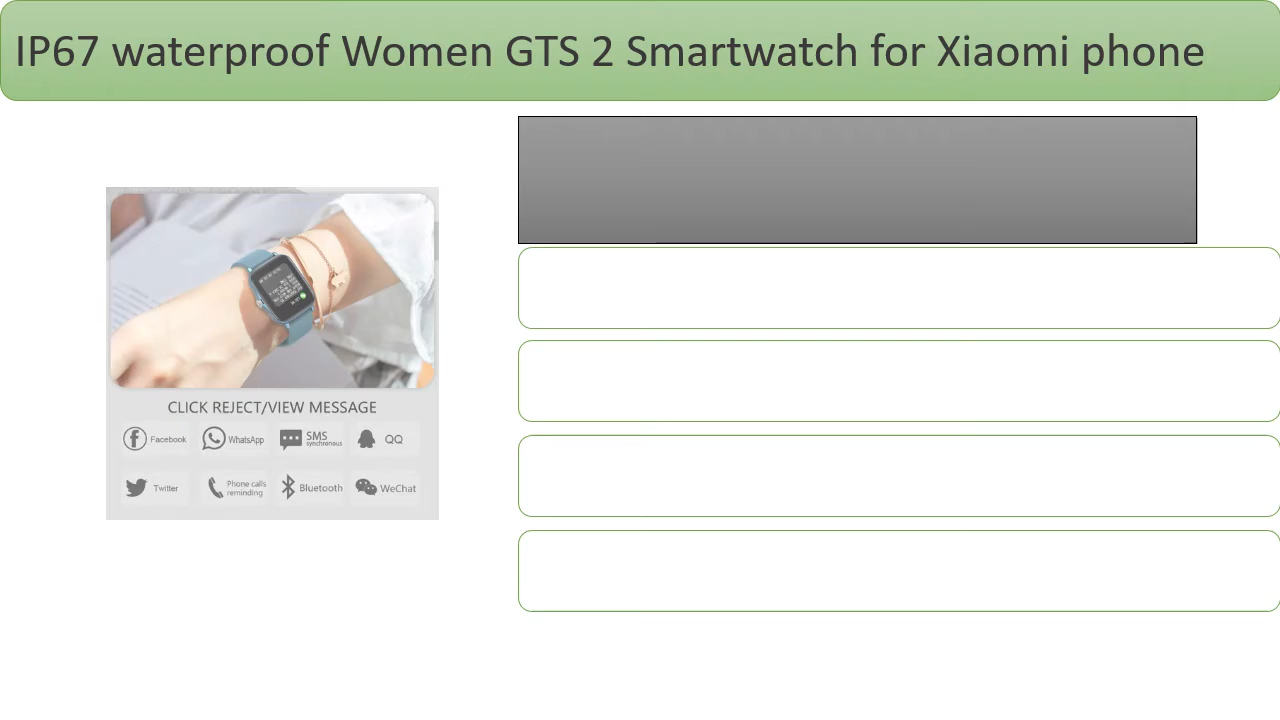 IP67 waterproof Women GTS 2 Smartwatch for Xiaomi phone
CLICK REJECT/VIEW MESSAGE
Facebook
WhatsApp
SMS
synchronous
QQ
Twitter
Phone calls
reminding
Bluetooth
WeChat